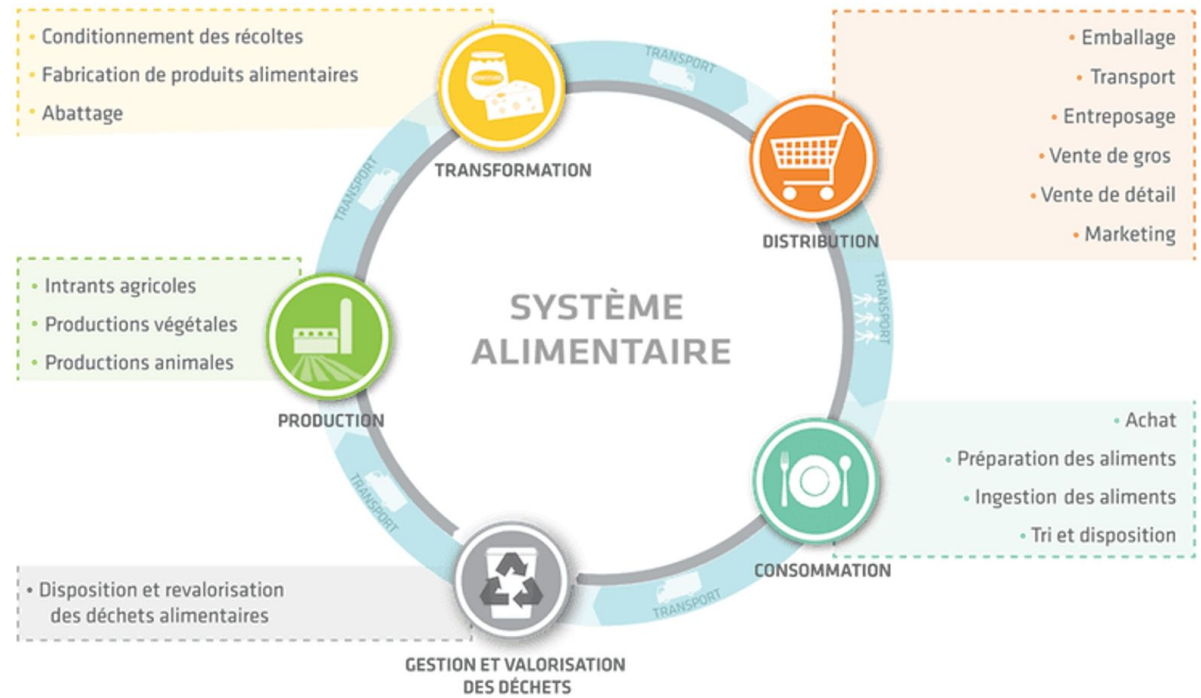 • Conditionnement des récoltes
• Fabrication de produits alimentaires
• Abattage
TRANSFORMATION
TRANSPORT
• Emballage
• Transport
• Entreposage
• Vente de gros
• Vente de détail
• Marketing
DISTRIBUTION
TRANSPORT
• Intrants agricoles
• Productions végétales
• Productions animales
PRODUCTION
TRANSPORT
SYSTÈME
ALIMENTAIRE
TRANSPORT
• Achat
• Préparation des aliments
• Ingestion des aliments
• Tri et disposition
CONSOMMATION
TRANSPORT
• Disposition et revalorisation
des déchets alimentaires
GESTION ET VALORISATION
DES DÉCHETS